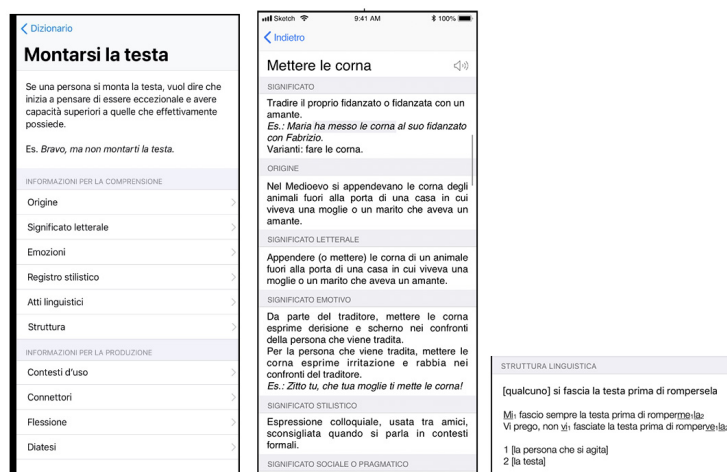 Dizionario
Montarsi la testa
Se una persona si monta la testa, vuol dire che
inizia a pensare di essere eccezionale e avere
capacità superiori a quelle che effettivamente
possiede.
Es. Bravo, ma non montarti la testa.
INFORMAZIONI PER LA COMPRENSIONE
Origine
Significato letterale
Emozioni
Registro stilistico
Atti linguistici
Struttura
INFORMAZIONI PER LA PRODUZIONE
Contesti d'uso
Connettori
Flessione
Diatesi
Sketch 9:41 AM 100%
Indietro
Mettere le corna
SIGNIFICATO
Tradire il proprio fidanzato o fidanzata con un
amante.
Es.: Maria ha messo le corna al suo fidanzato
con Fabrizio.
Varianti: fare le corna.
ORIGINE
Nel Medioevo si appendevano le corna degli
animali fuori alla porta di una casa in cui
viveva una moglie o un marito che aveva un
amante.
SIGNIFICATO LETTERALE
Appendere (o mettere) le corna di un animale
fuori alla porta di una casa in cui viveva una
moglie o un marito che aveva un amante.
SIGNIFICATO EMOTIVO
Da parte del traditore, mettere le corna
esprime derisione e scherno nei confronti
della persona che viene tradita.
Per la persona che viene tradita, mettere le
corna esprime irritazione e rabbia nei
confronti del traditore.
Es.: Zitto tu, che tua moglie ti mette le corna!
SIGNIFICATO STILISTICO
Espressione colloquiale, usata tra amici,
sconsigliata quando si parla in contesti
formali.
SIGNIFICATO SOCIALE O PRAGMATICO
STRUTTURA LINGUISTICA
[qualcuno] si fascia la testa prima di rompersela
Mi₁ fascio sempre la testa prima di romperme₁la₂
Vi prego, non vi₁ fasciate la testa prima di romperve₁la₂
1 [la persona che si agita]
2 [la testa]